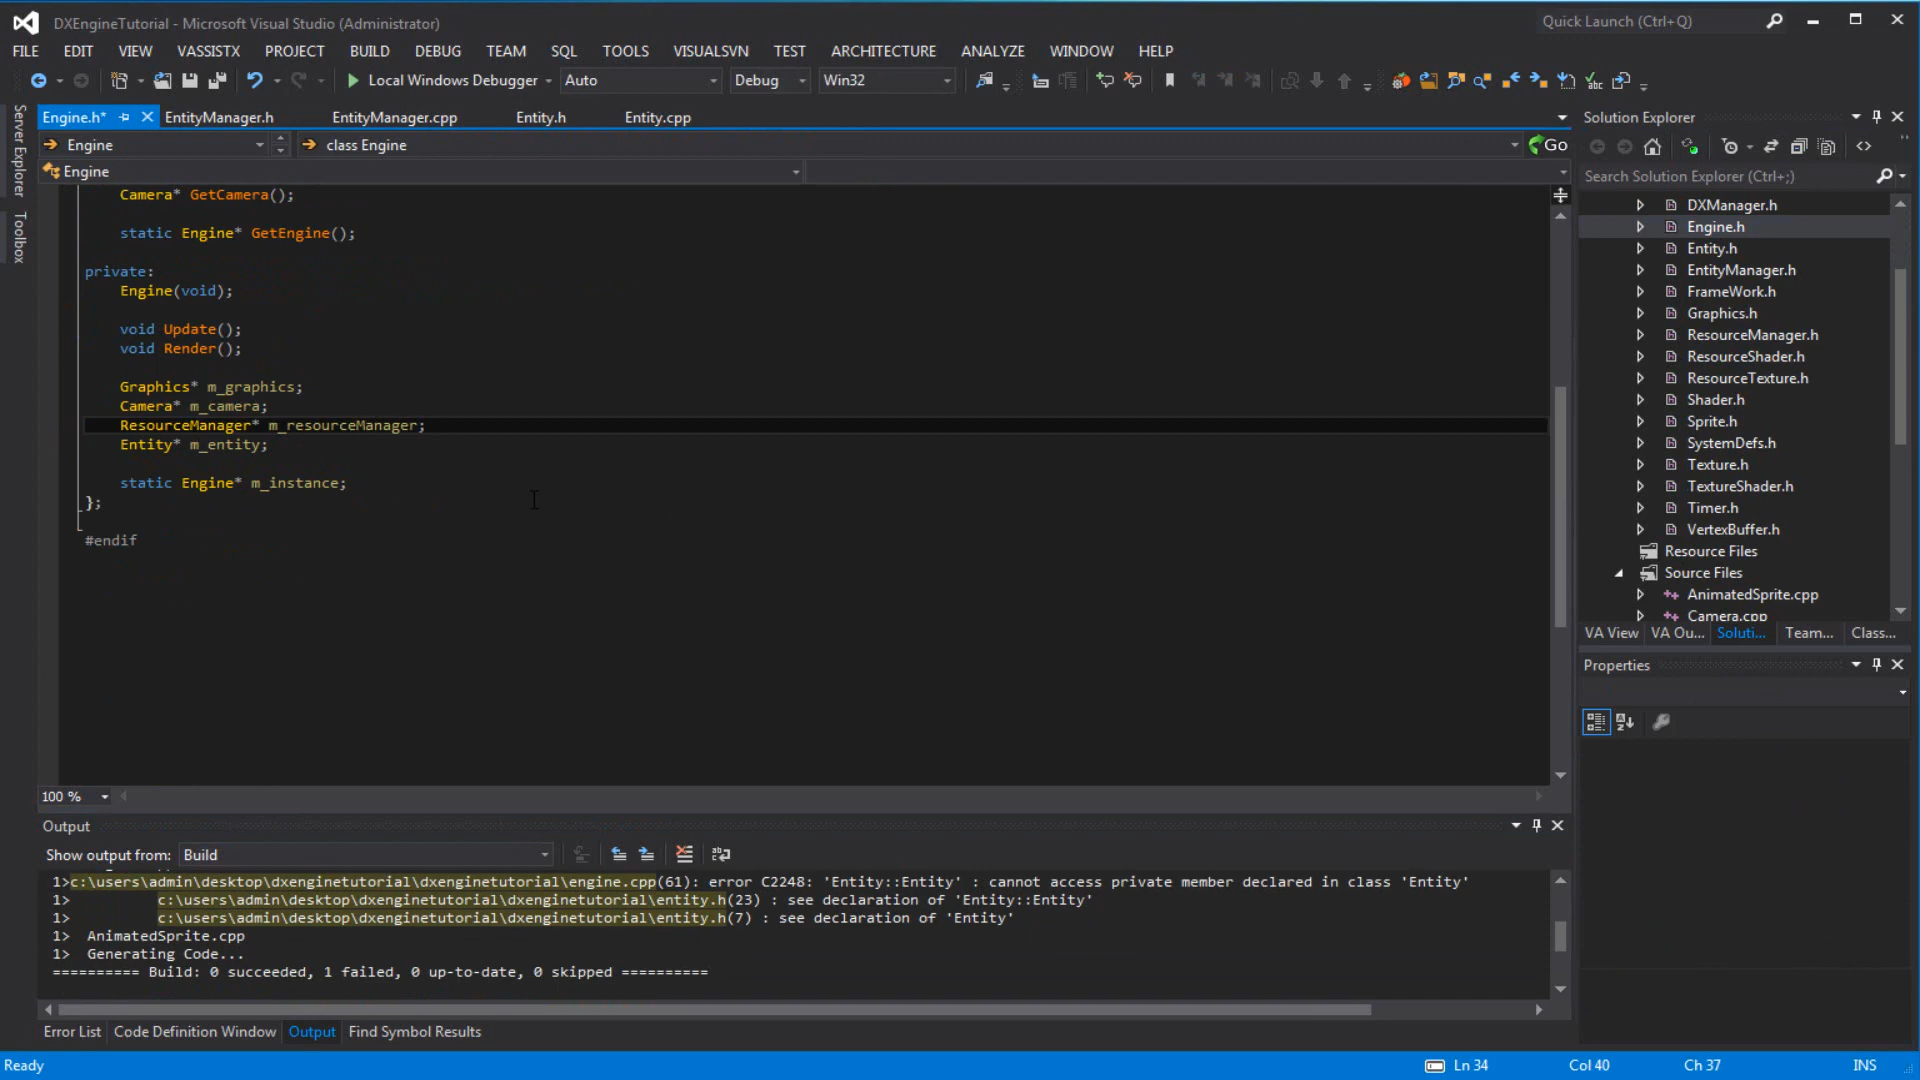 DXEngineTutorial - Microsoft Visual Studio (Administrator)
Quick Launch (Ctrl+Q)
FILE EDIT VIEW VASSISTX PROJECT BUILD DEBUG TEAM SQL TOOLS VISUALSVN TEST ARCHITECTURE ANALYZE WINDOW HELP
Local Windows Debugger Auto Debug Win32
Server Explorer
Toolbox
Engine.h* EntityManager.h EntityManager.cpp Entity.h Entity.cpp
Engine class Engine Go
Engine
Camera* GetCamera();
static Engine* GetEngine();
private:
Engine(void);
void Update();
void Render();
Graphics* m_graphics;
Camera* m_camera;
ResourceManager* m_resourceManager;
Entity* m_entity;
static Engine* m_instance;
};
#endif
100 %
Solution Explorer
Search Solution Explorer (Ctrl+;)
DXManager.h
Engine.h
Entity.h
EntityManager.h
FrameWork.h
Graphics.h
ResourceManager.h
ResourceShader.h
ResourceTexture.h
Shader.h
Sprite.h
SystemDefs.h
Texture.h
TextureShader.h
Timer.h
VertexBuffer.h
Resource Files
Source Files
AnimatedSprite.cpp
Camera.cpp
VA View VA Ou... Soluti... Team... Class...
Properties
Output
Show output from: Build
1>c:\users\admin\desktop\dxenginetutorial\dxenginetutorial\engine.cpp(61): error C2248: 'Entity::Entity' : cannot access private member declared in class 'Entity'
1> c:\users\admin\desktop\dxenginetutorial\dxenginetutorial\entity.h(23) : see declaration of 'Entity::Entity'
1> c:\users\admin\desktop\dxenginetutorial\dxenginetutorial\entity.h(7) : see declaration of 'Entity'
1> AnimatedSprite.cpp
1> Generating Code...
========== Build: 0 succeeded, 1 failed, 0 up-to-date, 0 skipped ==========
Error List Code Definition Window Output Find Symbol Results
Ready Ln 34 Col 40 Ch 37 INS